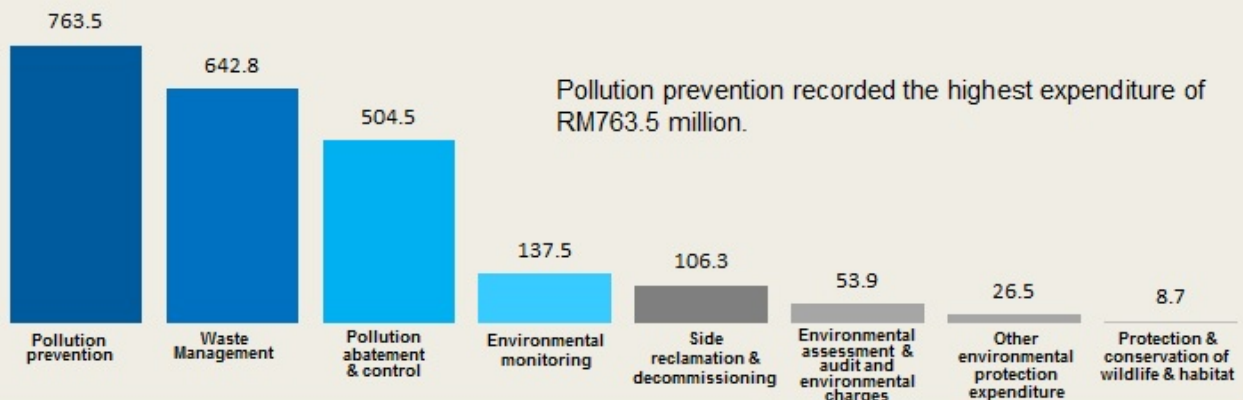 763.5
642.8
504.5
137.5
106.3
53.9
26.5
8.7
Pollution prevention recorded the highest expenditure of
RM763.5 million.
Pollution
prevention
Waste
Management
Pollution
abatement
& control
Environmental
monitoring
Side
reclamation &
decommissioning
Environmental
assessment &
audit and
environmental
charges
Other
environmental
protection
expenditure
Protection &
conservation of
wildlife & habitat